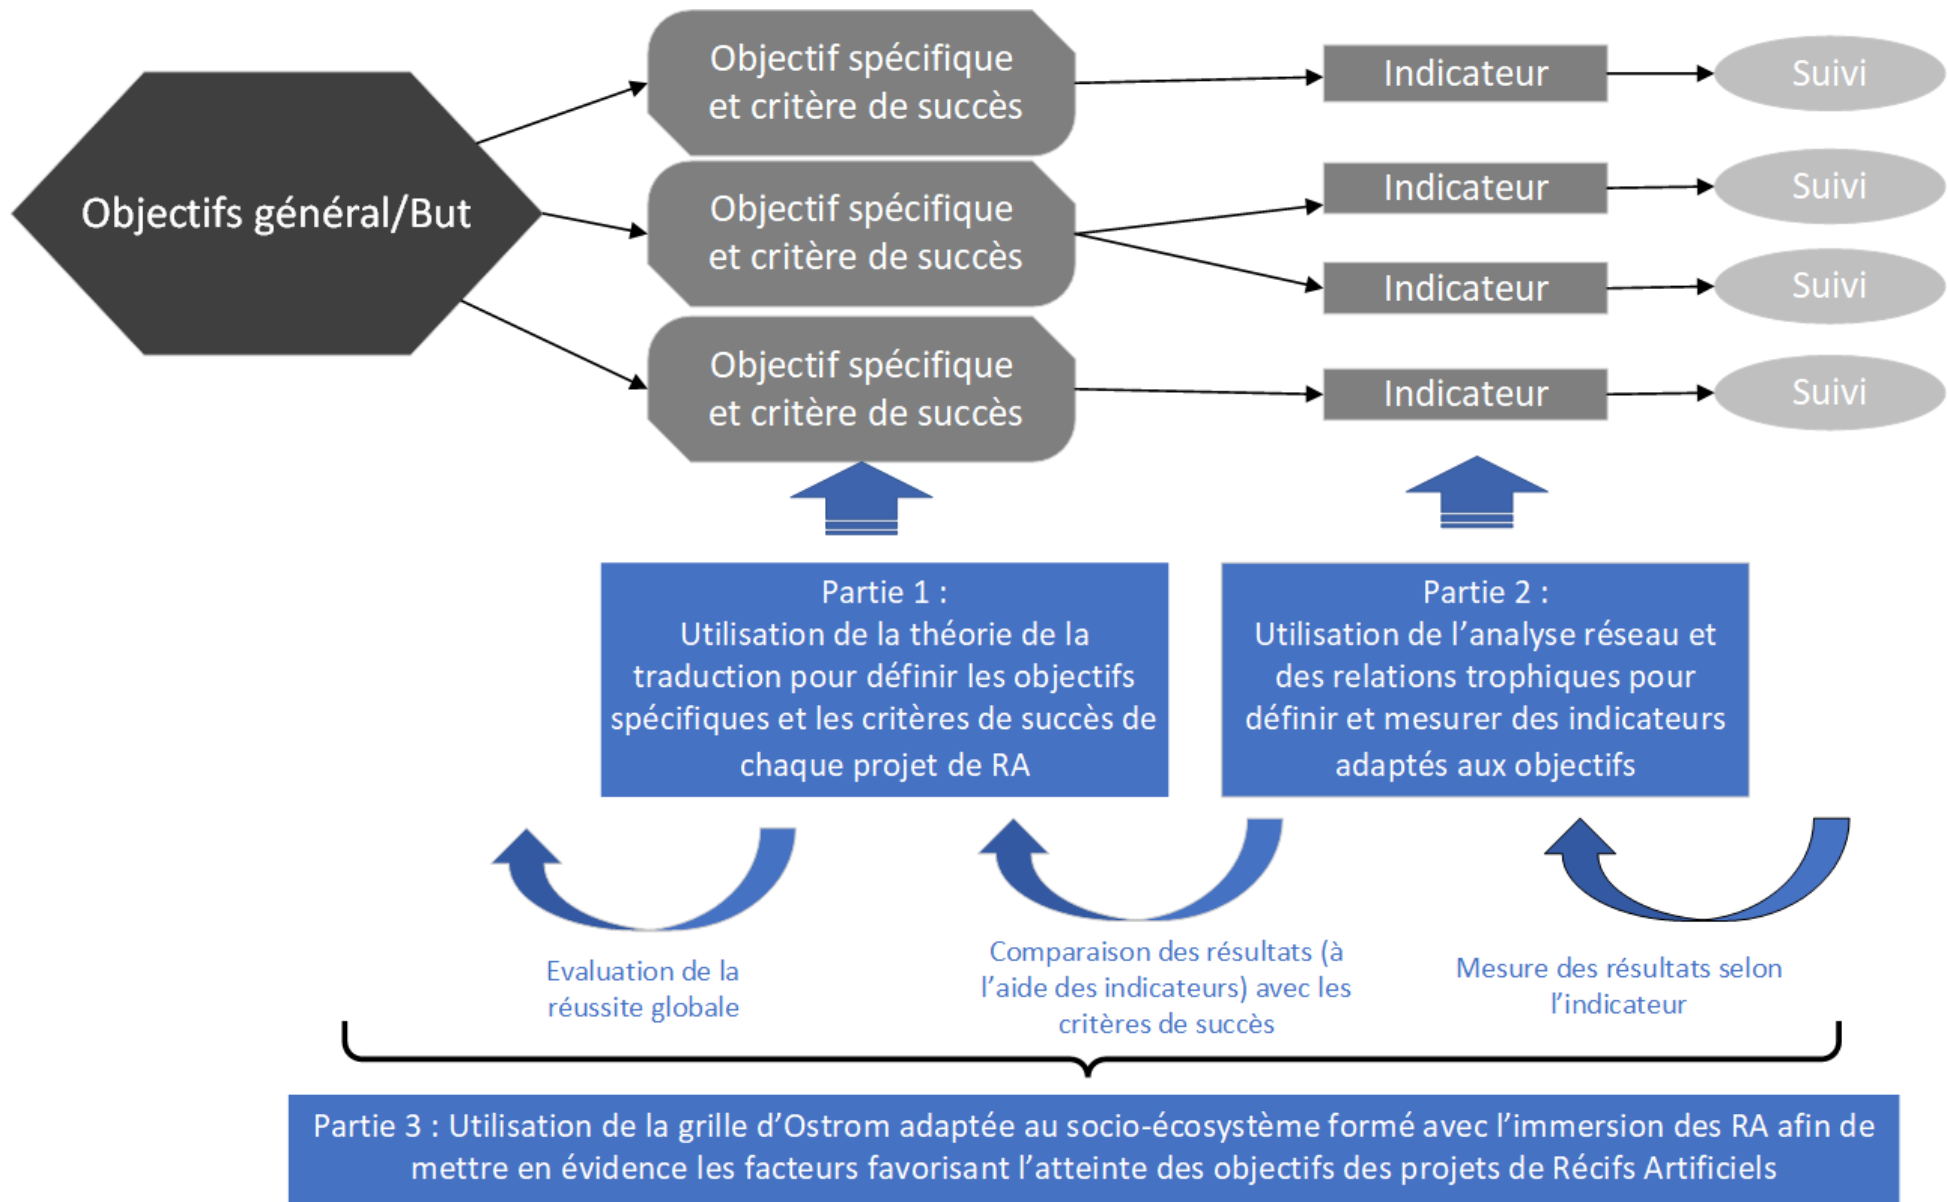 Objectifs général/But
Objectif spécifique
et critère de succès
Objectif spécifique
et critère de succès
Objectif spécifique
et critère de succès
Indicateur
Suivi
Indicateur
Suivi
Indicateur
Suivi
Indicateur
Suivi
Partie 1 :
Utilisation de la théorie de la
traduction pour définir les objectifs
spécifiques et les critères de succès de
chaque projet de RA
Partie 2 :
Utilisation de l’analyse réseau et
des relations trophiques pour
définir et mesurer des indicateurs
adaptés aux objectifs
Evaluation de la
réussite globale
Comparaison des résultats (à
l’aide des indicateurs) avec les
critères de succès
Mesure des résultats selon
l’indicateur
Partie 3 : Utilisation de la grille d’Ostrom adaptée au socio-écosystème formé avec l’immersion des RA afin de
mettre en évidence les facteurs favorisant l’atteinte des objectifs des projets de Récifs Artificiels